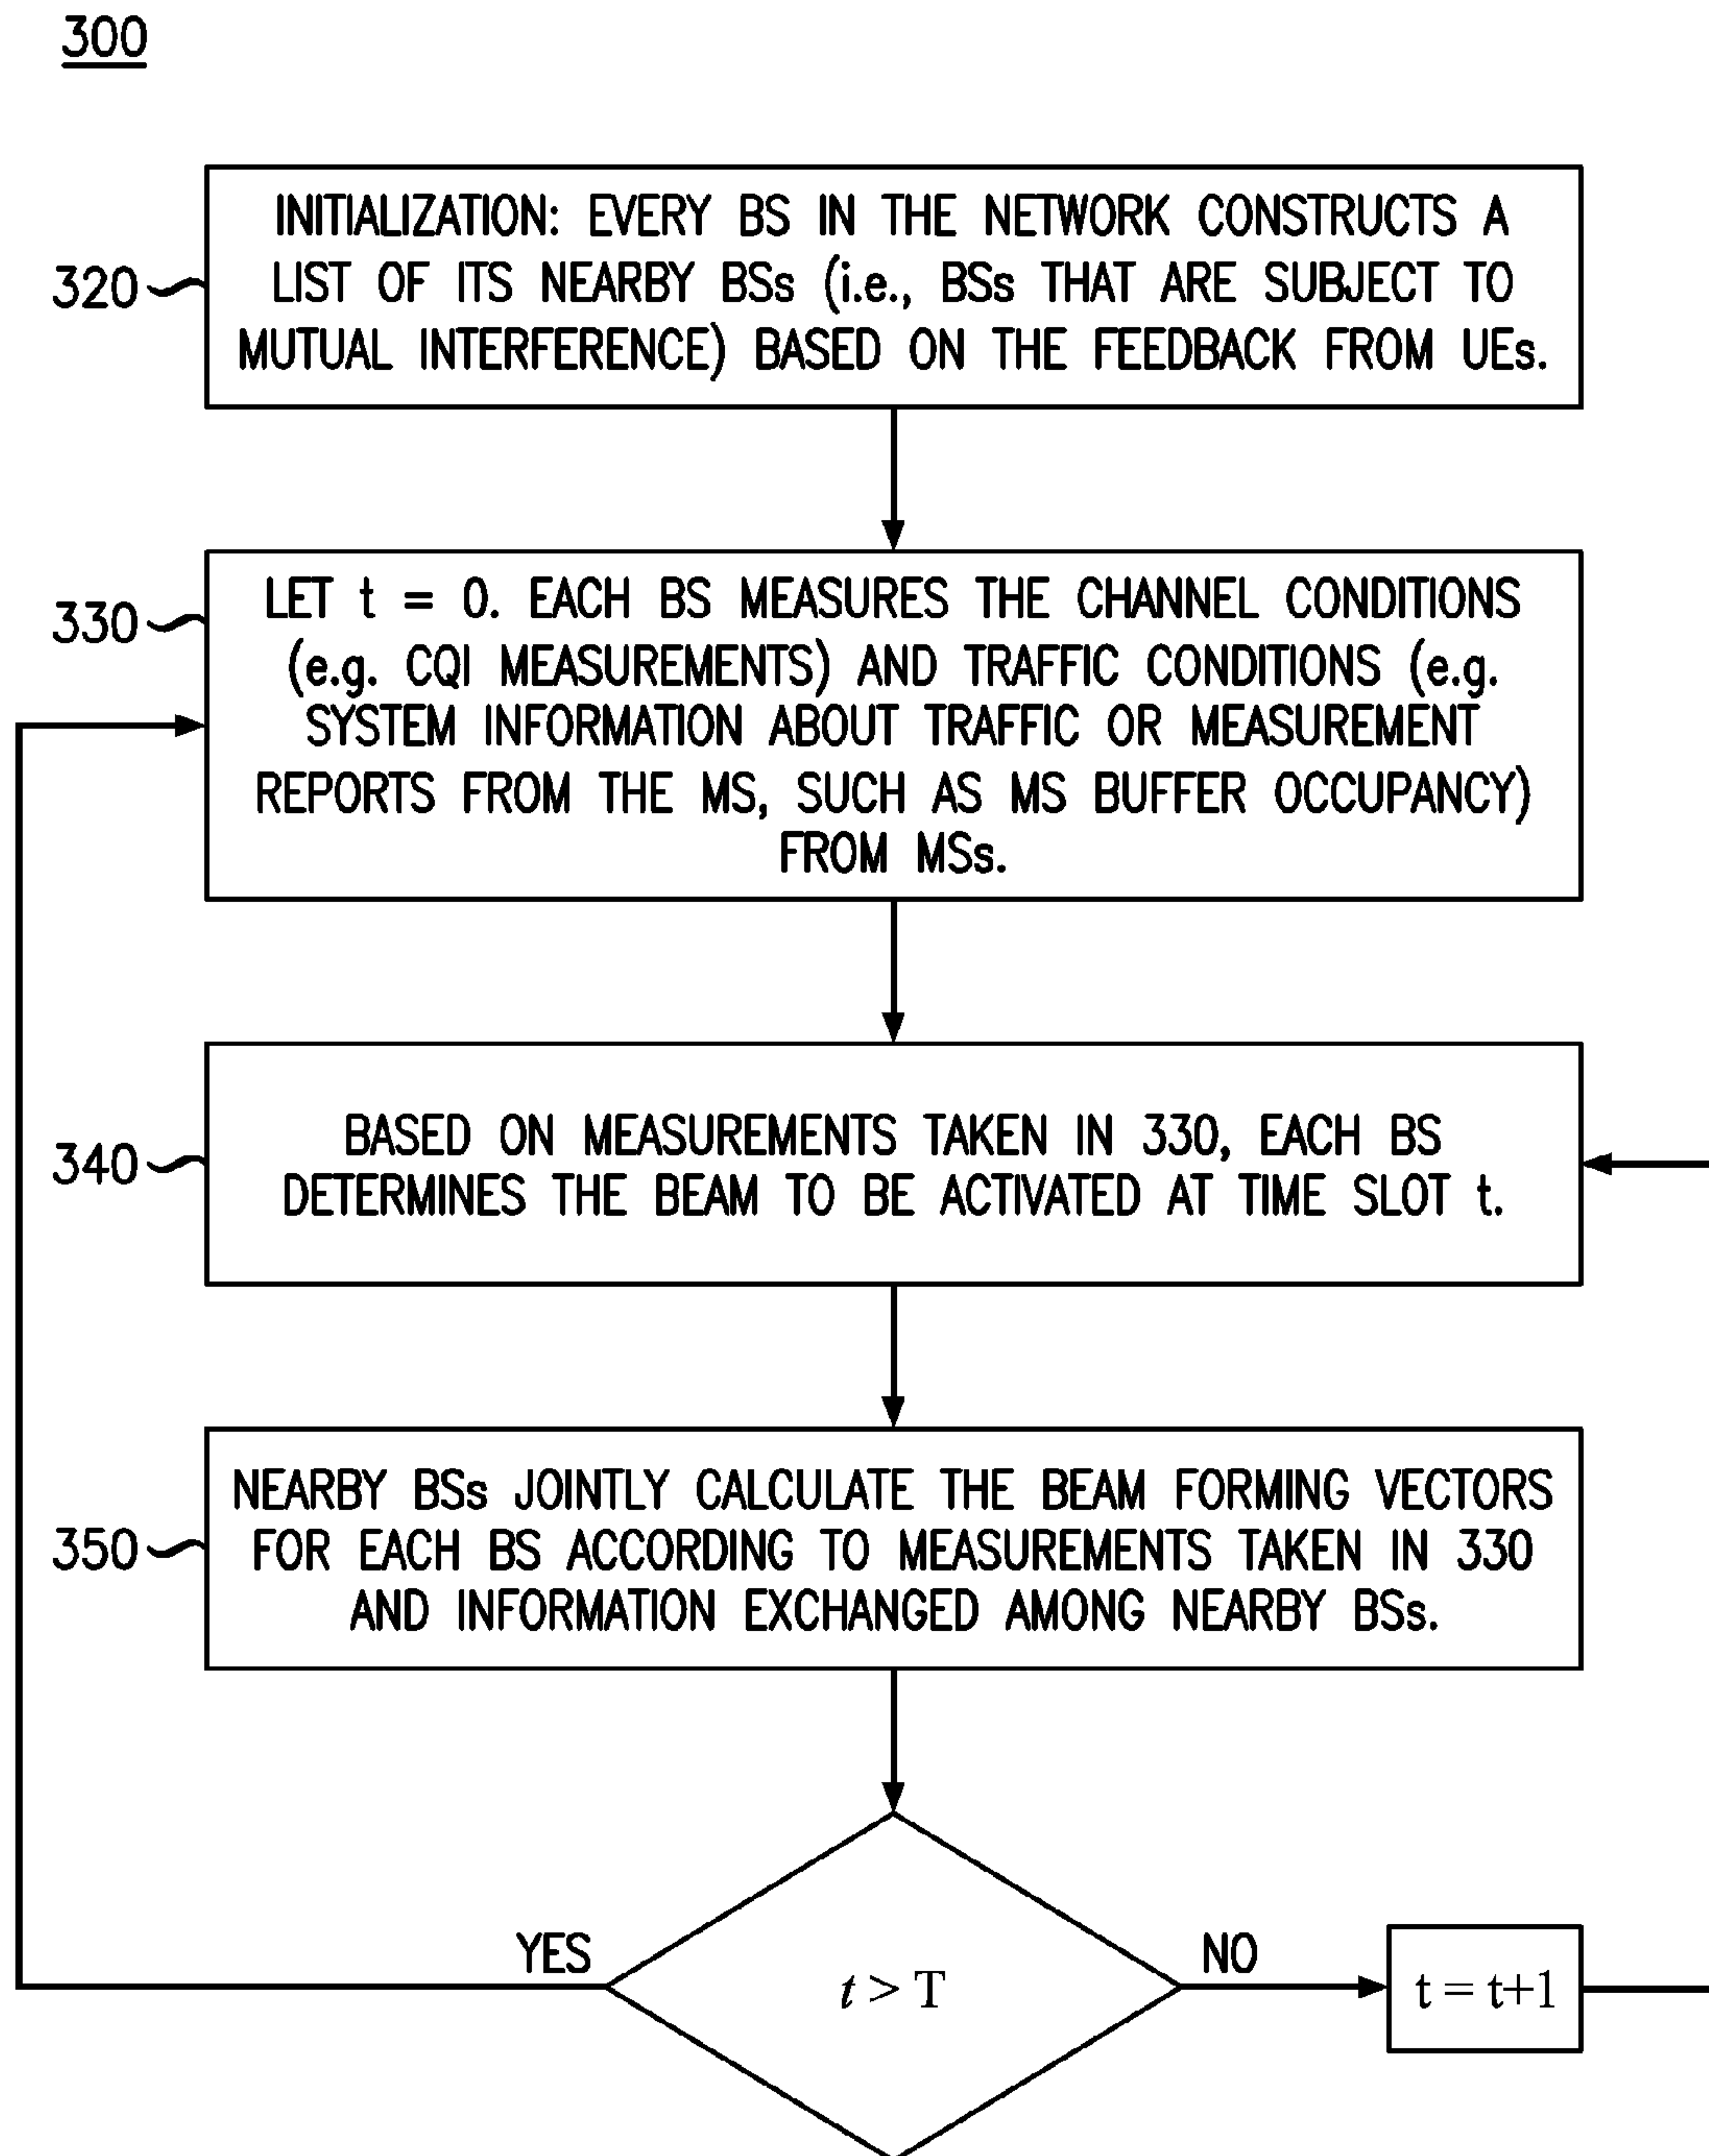 300
320
INITIALIZATION: EVERY BS IN THE NETWORK CONSTRUCTS A
LIST OF ITS NEARBY BSs (i.e., BSs THAT ARE SUBJECT TO
MUTUAL INTERFERENCE) BASED ON THE FEEDBACK FROM UEs.
330
LET t = 0. EACH BS MEASURES THE CHANNEL CONDITIONS
(e.g. CQI MEASUREMENTS) AND TRAFFIC CONDITIONS (e.g.
SYSTEM INFORMATION ABOUT TRAFFIC OR MEASUREMENT
REPORTS FROM THE MS, SUCH AS MS BUFFER OCCUPANCY)
FROM MSs.
340
BASED ON MEASUREMENTS TAKEN IN 330, EACH BS
DETERMINES THE BEAM TO BE ACTIVATED AT TIME SLOT t.
350
NEARBY BSs JOINTLY CALCULATE THE BEAM FORMING VECTORS
FOR EACH BS ACCORDING TO MEASUREMENTS TAKEN IN 330
AND INFORMATION EXCHANGED AMONG NEARBY BSs.
YES
t > T
NO
t = t+1